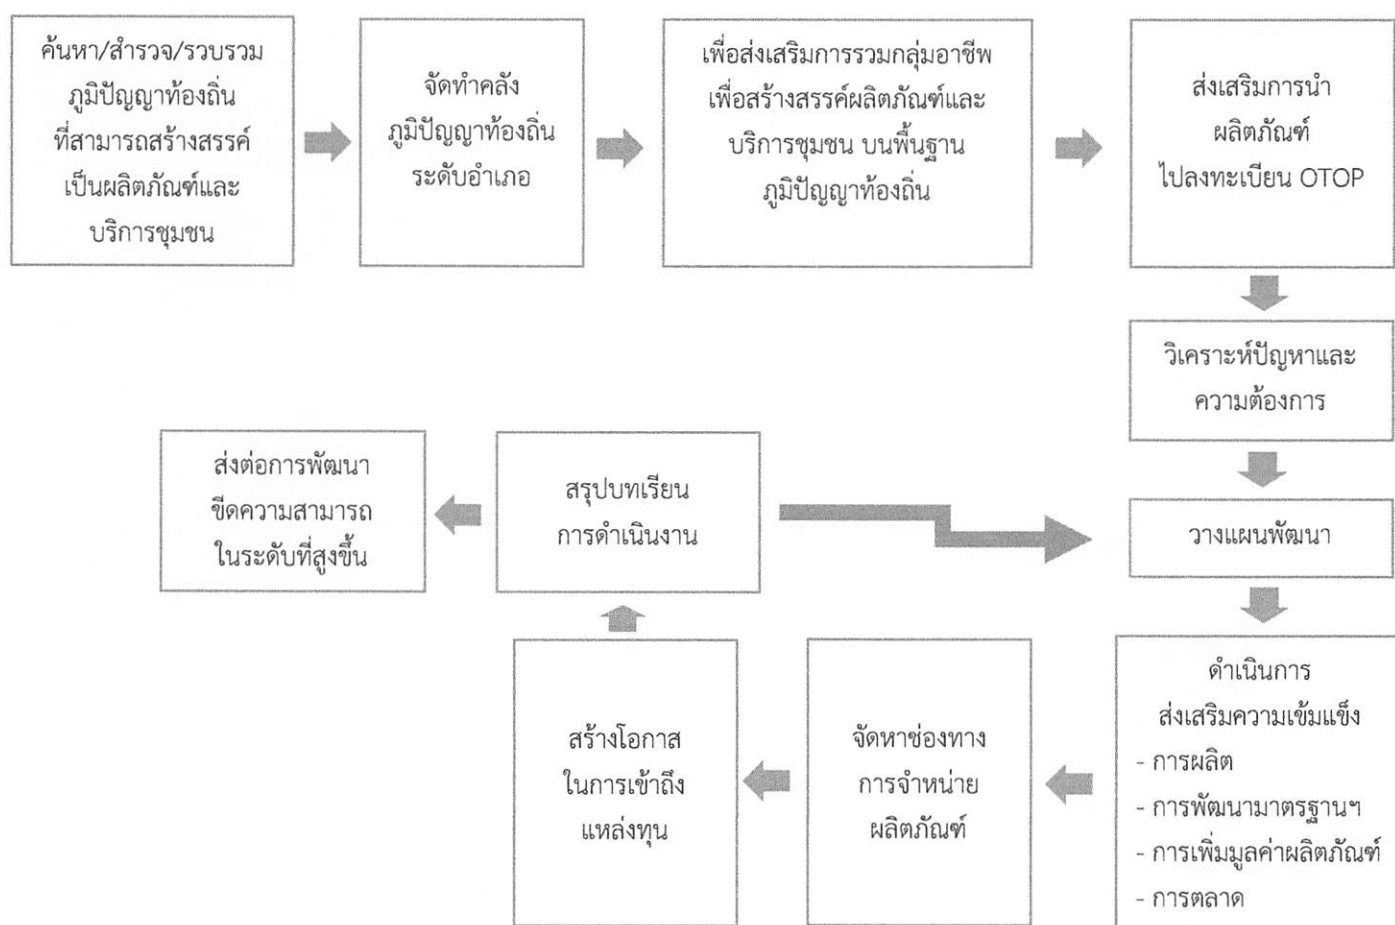 ค้นหา/สำรวจ/รวบรวม
ภูมิปัญญาท้องถิ่น
ที่สามารถสร้างสรรค์
เป็นผลิตภัณฑ์และ
บริการชุมชน
จัดทำคลัง
ภูมิปัญญาท้องถิ่น
ระดับอำเภอ
เพื่อส่งเสริมการรวมกลุ่มอาชีพ
เพื่อสร้างสรรค์ผลิตภัณฑ์และ
บริการชุมชน บนพื้นฐาน
ภูมิปัญญาท้องถิ่น
ส่งเสริมการนำ
ผลิตภัณฑ์
ไปลงทะเบียน OTOP
วิเคราะห์ปัญหาและ
ความต้องการ
วางแผนพัฒนา
ดำเนินการ
ส่งเสริมความเข้มแข็ง
- การผลิต
- การพัฒนามาตรฐานฯ
- การเพิ่มมูลค่าผลิตภัณฑ์
- การตลาด
จัดหาช่องทาง
การจำหน่าย
ผลิตภัณฑ์
สร้างโอกาส
ในการเข้าถึง
แหล่งทุน
สรุปบทเรียน
การดำเนินงาน
ส่งต่อการพัฒนา
ขีดความสามารถ
ในระดับที่สูงขึ้น